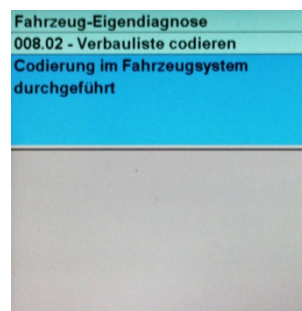 Fahrzeug-Eigendiagnose
008.02 - Verbauliste codieren
Codierung im Fahrzeugsystem
durchgeführt